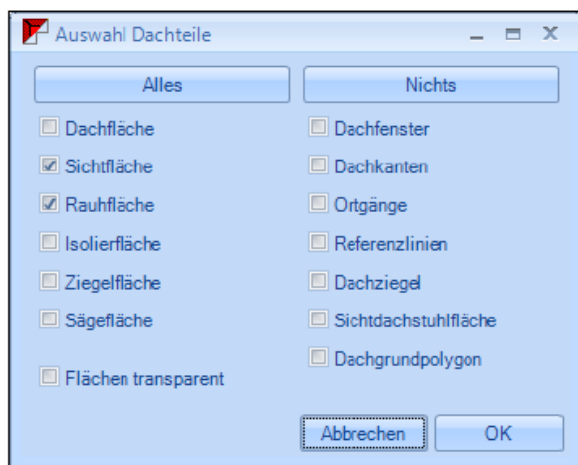 Auswahl Dachteile
Alles
Nichts
Dachfläche
Sichtfläche
Rauhfläche
Isolierfläche
Ziegelfläche
Sägefläche
Flächen transparent
Dachfenster
Dachkanten
Ortgänge
Referenzlinien
Dachziegel
Sichtdachstuhlfläche
Dachgrundpolygon
Abbrechen
OK